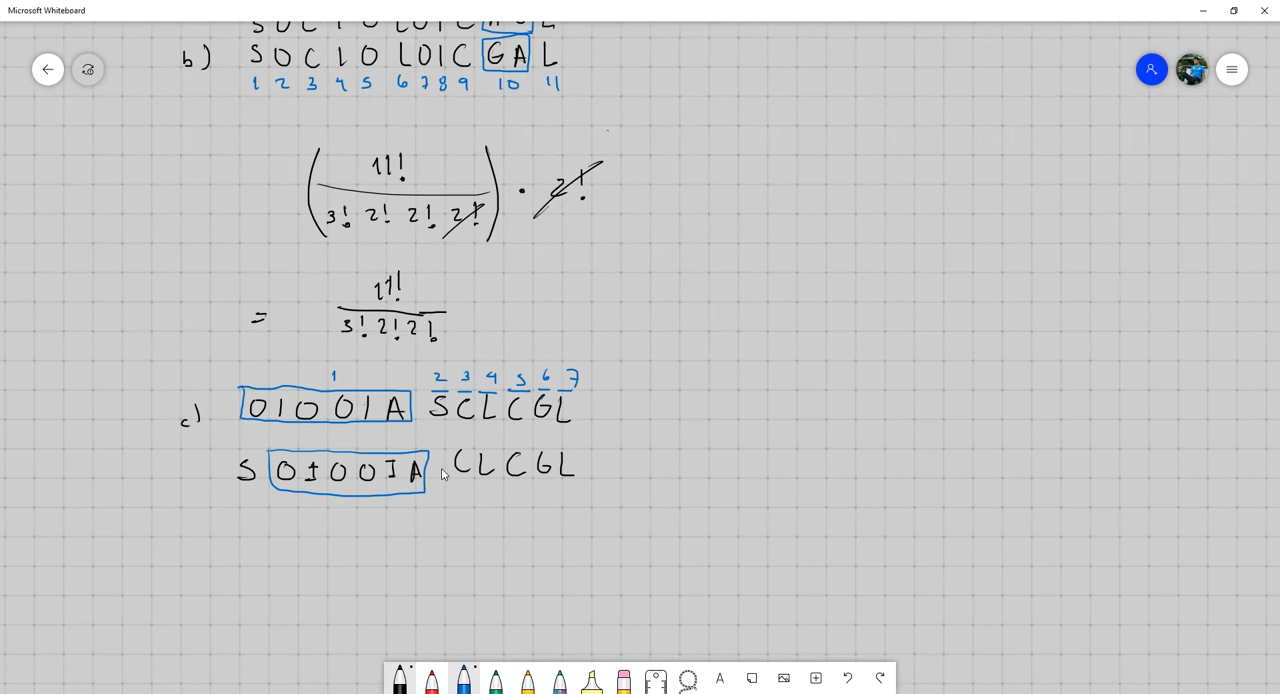 Microsoft Whiteboard
b) S O C I O L O I C G A L
1 2 3 4 5 6 7 8 9 10 11
( 11! / 3! 2! 2! 2! ) · 2!
= 11! / 3! 2! 2!
1 2 3 4 5 6 7
c) O I O O I A S C L C G L
S O I O O I A C L C G L
A